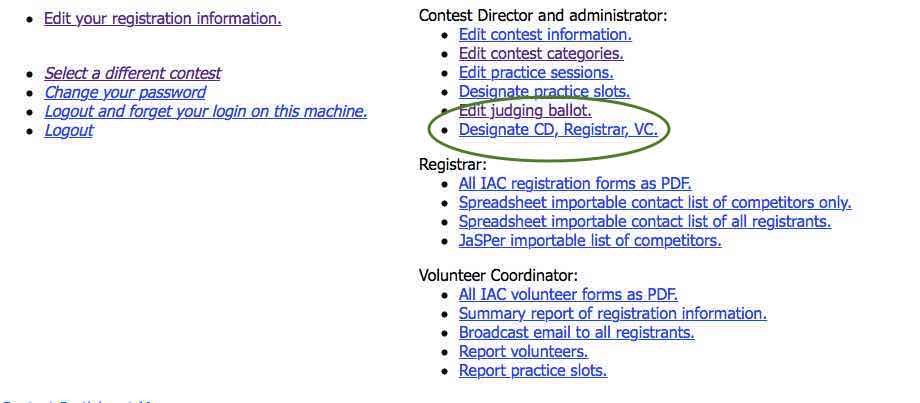 Edit your registration information.
Select a different contest
Change your password
Logout and forget your login on this machine.
Logout
Contest Director and administrator:
Edit contest information.
Edit contest categories.
Edit practice sessions.
Designate practice slots.
Edit judging ballot.
Designate CD, Registrar, VC.
Registrar:
All IAC registration forms as PDF.
Spreadsheet importable contact list of competitors only.
Spreadsheet importable contact list of all registrants.
JaSPer importable list of competitors.
Volunteer Coordinator:
All IAC volunteer forms as PDF.
Summary report of registration information.
Broadcast email to all registrants.
Report volunteers.
Report practice slots.